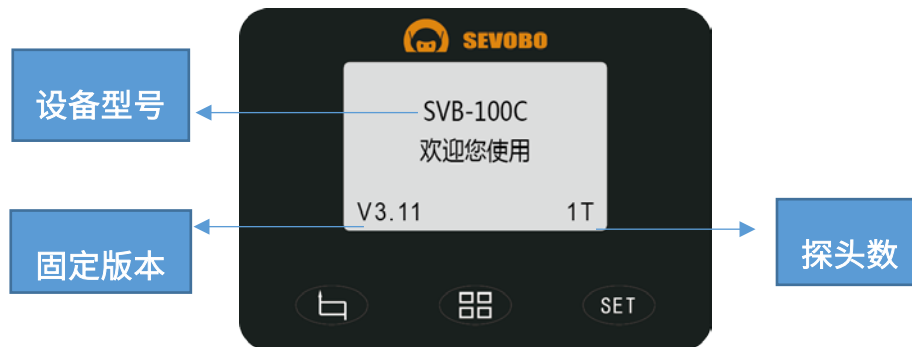 SEVOBO
设备型号
SVB-100C
欢迎您使用
V3.11
1T
固定版本
探头数
SET